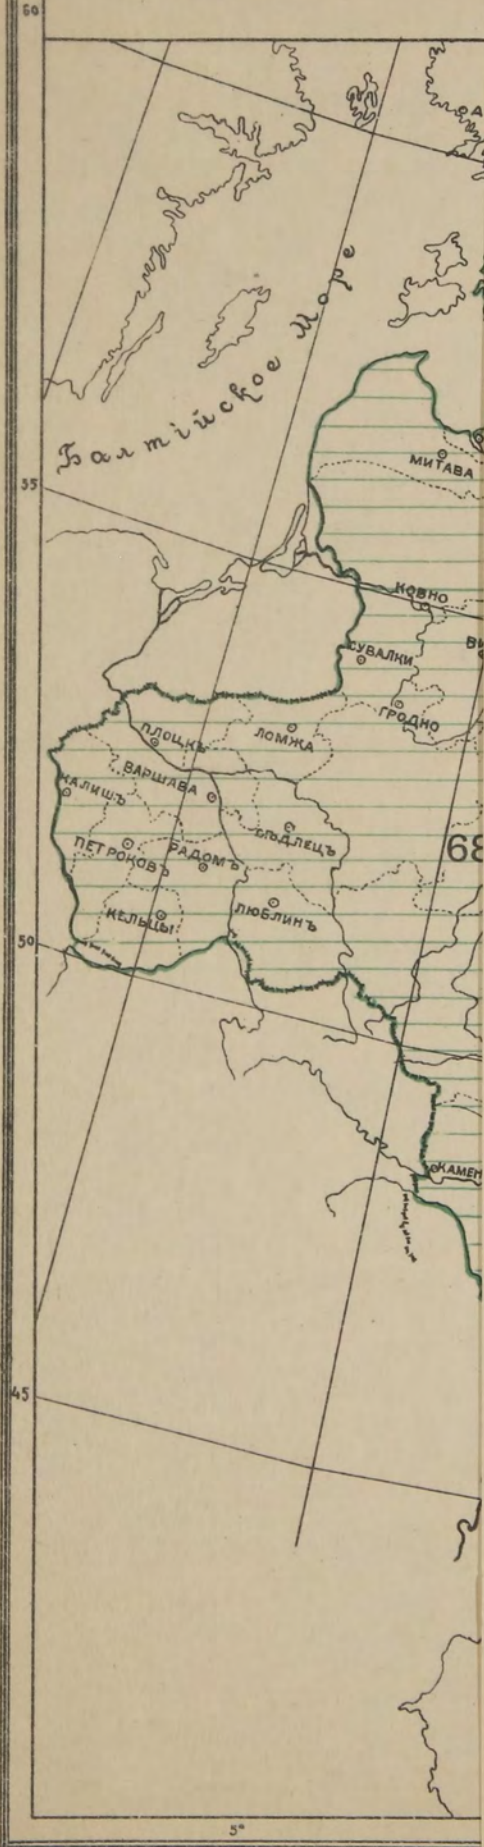 60
Балтійское Море
55
МИТАВА
КОВНО
СУВАЛКИ
ГРОДНО
ПЛОЦКЪ
ЛОМЖА
ВАРШАВА
КАЛИШЪ
СѢДЛЕЦЪ
ПЕТРОКОВЪ
РАДОМЪ
68
КЕЛЬЦЫ
ЛЮБЛИНЪ
50
КАМЕН
45
5°